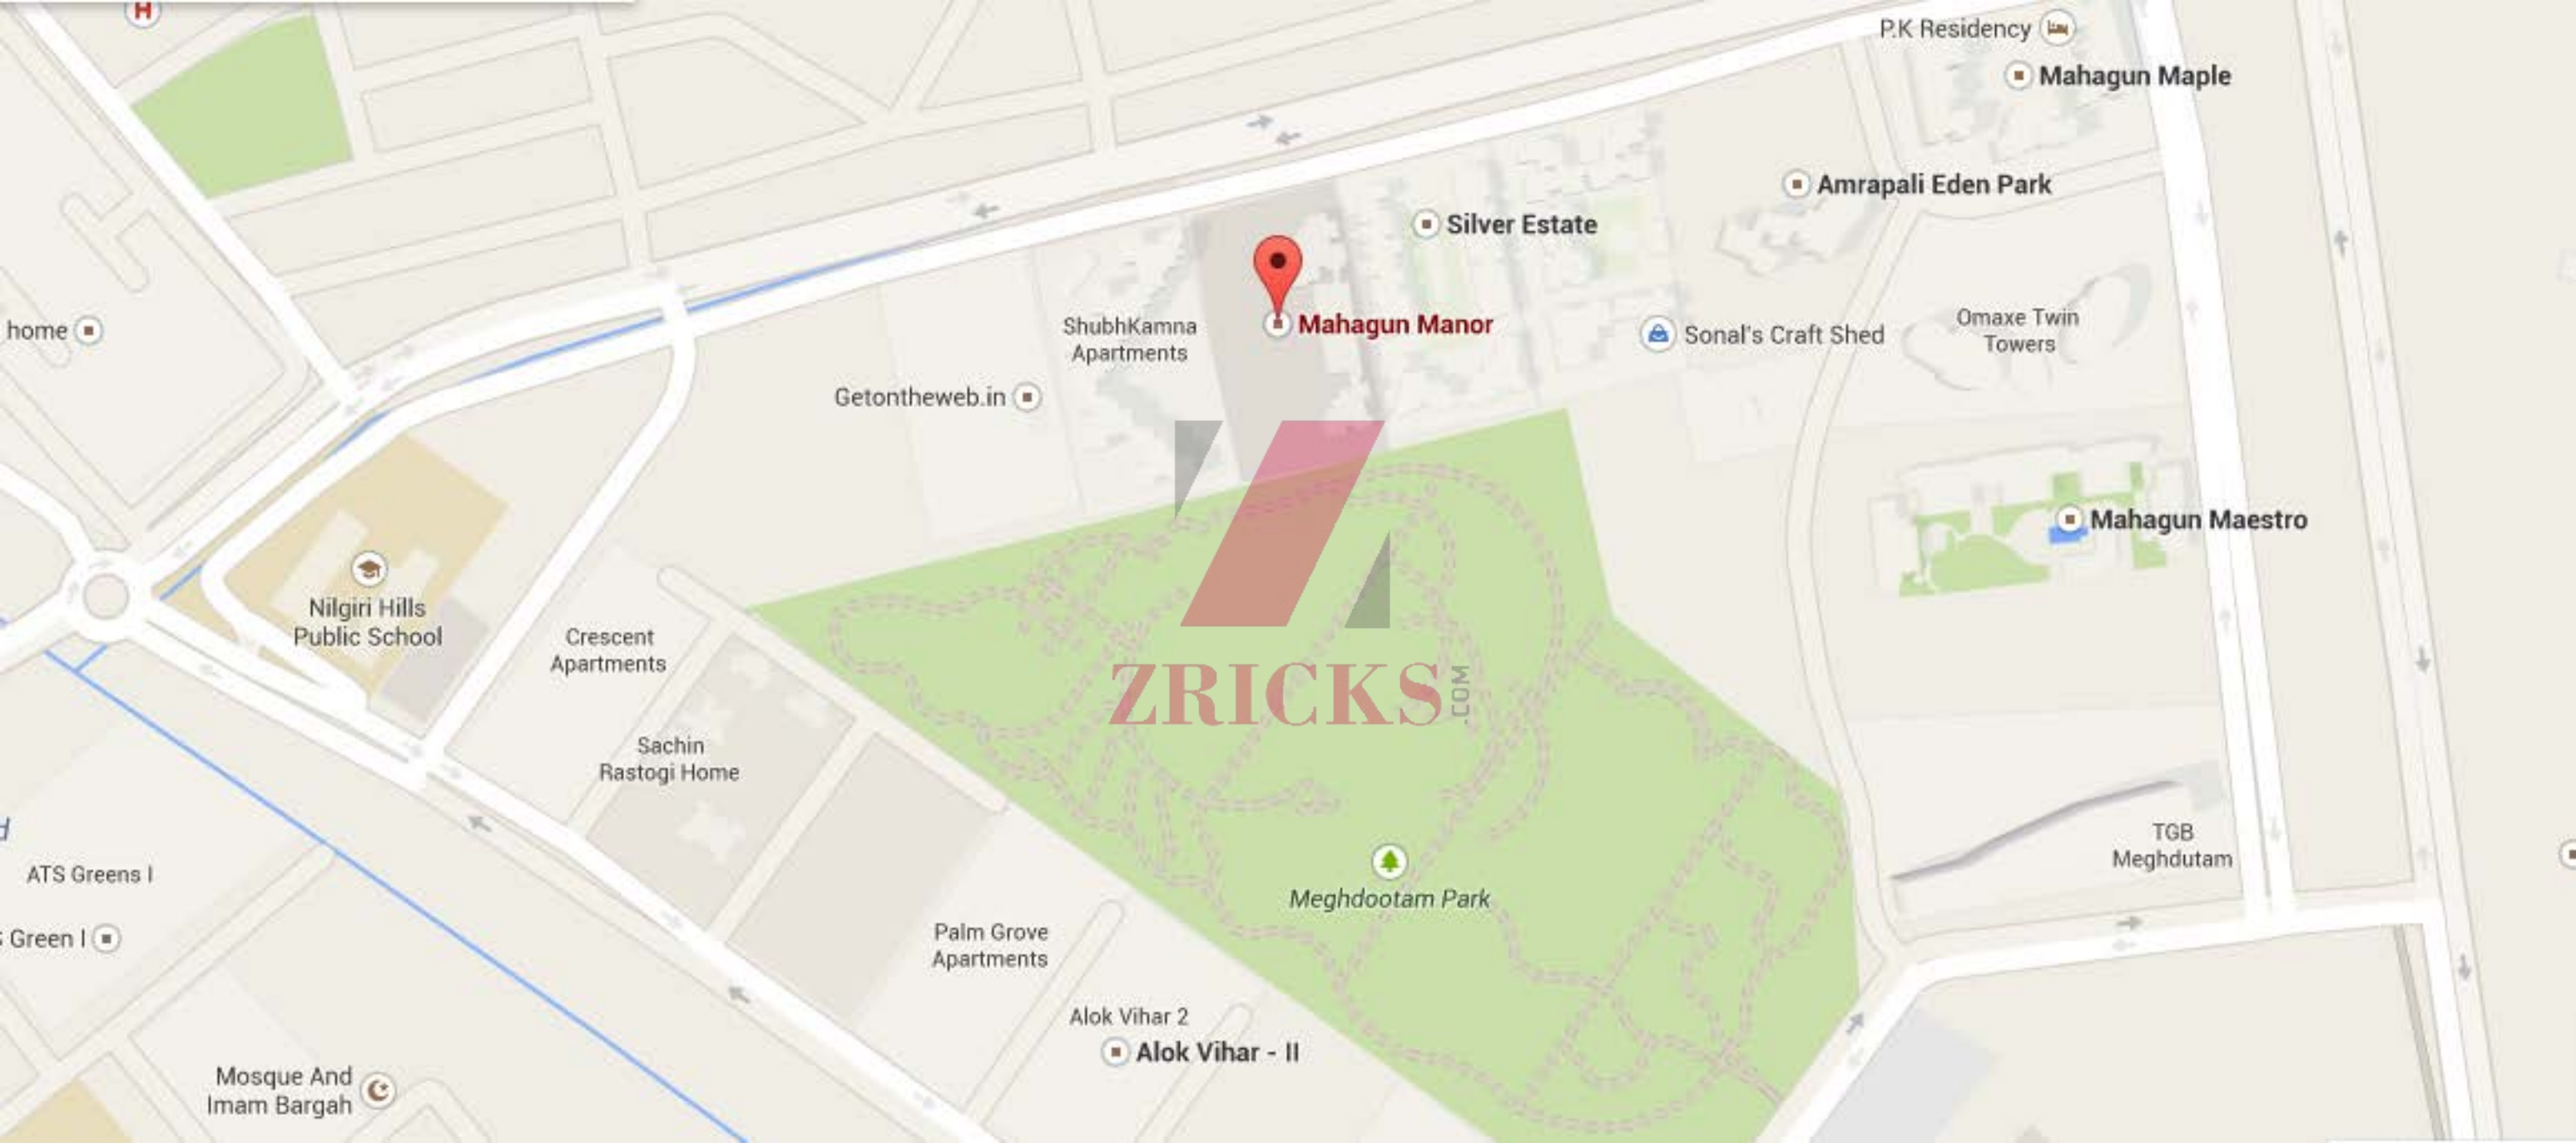 H
P.K Residency
Mahagun Maple
Amrapali Eden Park
Silver Estate
home
ShubhKamna
Apartments
Mahagun Manor
Sonal's Craft Shed
Omaxe Twin
Towers
Getontheweb.in
Mahagun Maestro
Nilgiri Hills
Public School
Crescent
Apartments
ZRICKS
.COM
Sachin
Rastogi Home
TGB
Meghdutam
ATS Greens I
Meghdootam Park
Green I
Palm Grove
Apartments
Alok Vihar 2
Alok Vihar - II
Mosque And
Imam Bargah